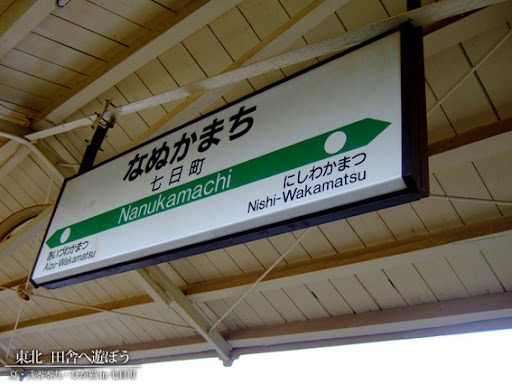 なぬかまち
七日町
Nanukamachi
にしわかまつ
Nishi-Wakamatsu
あいづわかまつ
Aizu-Wakamatsu
東北 田舎へ遊ぼう